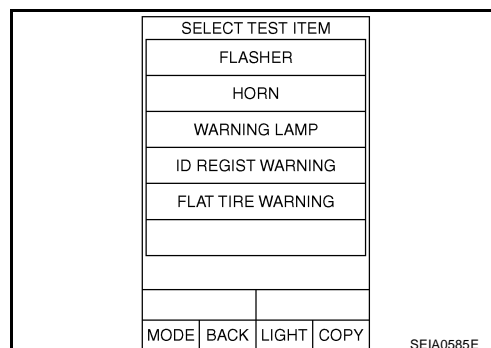 SELECT TEST ITEM
FLASHER
HORN
WARNING LAMP
ID REGIST WARNING
FLAT TIRE WARNING
MODE BACK LIGHT COPY
SEIA0585E